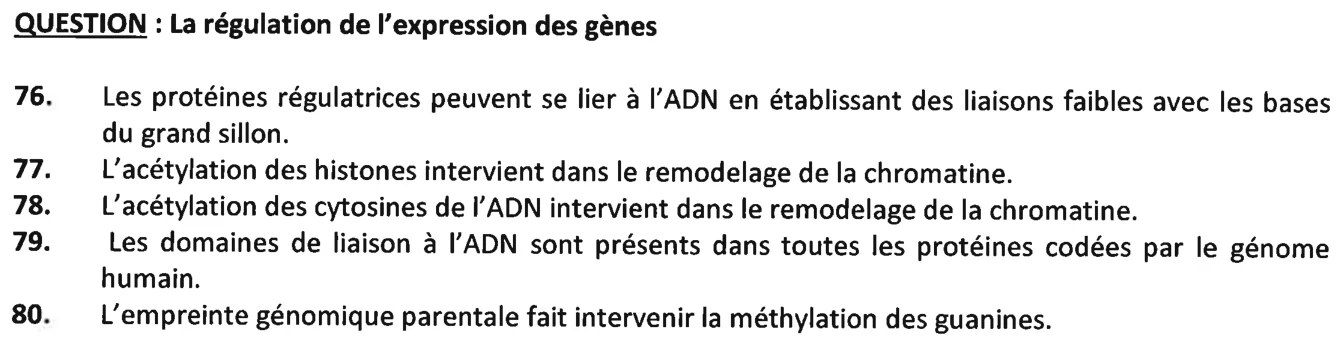 QUESTION : La régulation de l'expression des gènes
76. Les protéines régulatrices peuvent se lier à l'ADN en établissant des liaisons faibles avec les bases
du grand sillon.
77. L'acétylation des histones intervient dans le remodelage de la chromatine.
78. L'acétylation des cytosines de l'ADN intervient dans le remodelage de la chromatine.
79. Les domaines de liaison à l'ADN sont présents dans toutes les protéines codées par le génome
humain.
80. L'empreinte génomique parentale fait intervenir la méthylation des guanines.